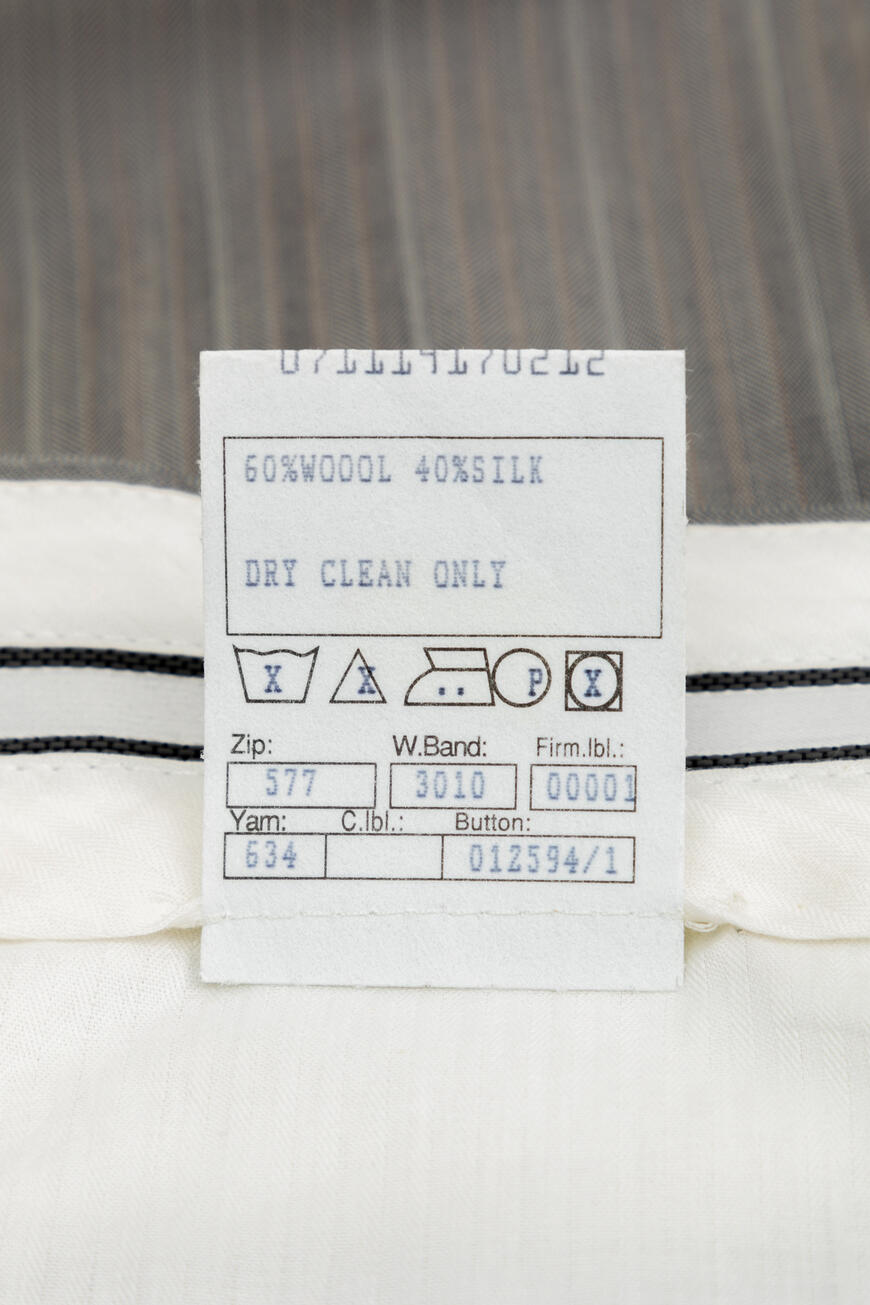 071114170212
60%WOOOL 40%SILK
DRY CLEAN ONLY
X X .. P X
Zip: W.Band: Firm.lbl.:
577 3010 00001
Yarn: C.lbl.: Button:
634 012594/1